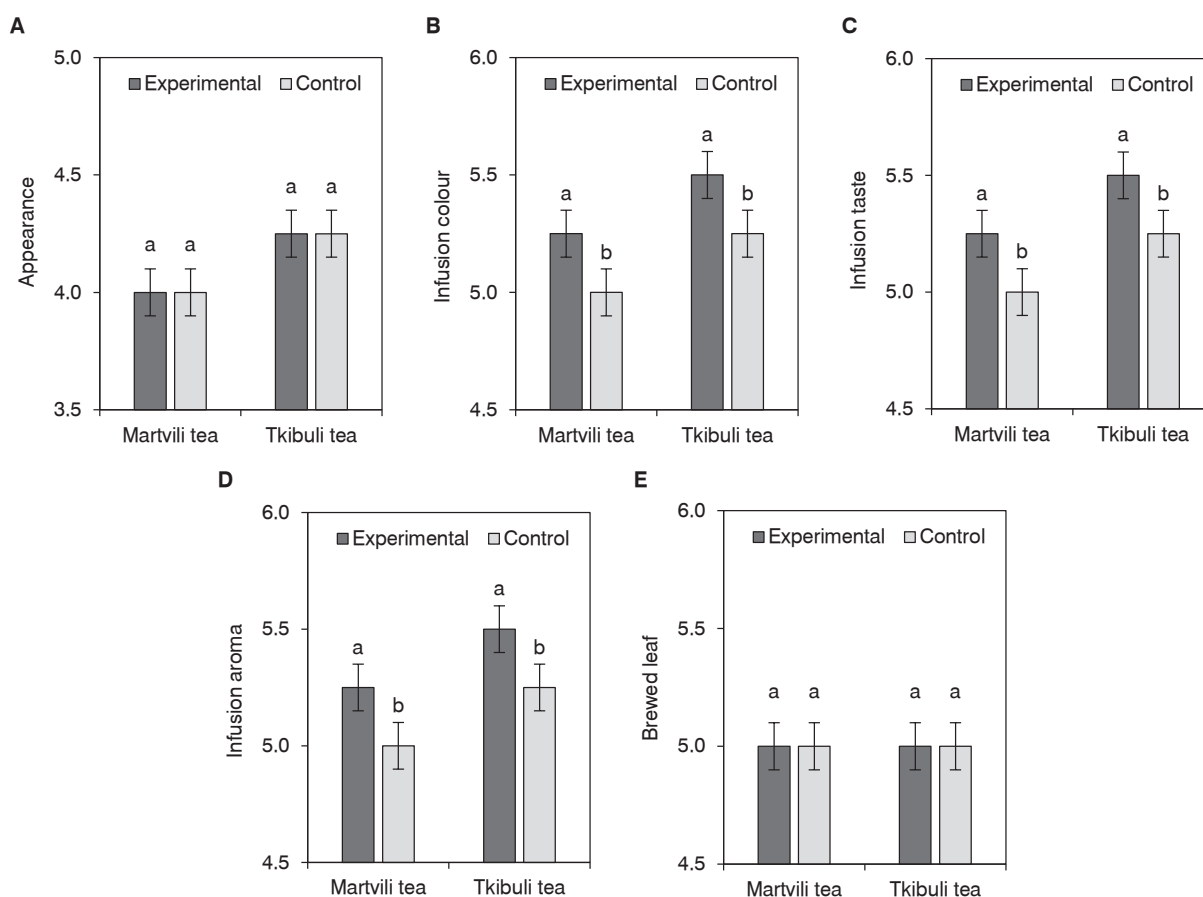 A
Appearance
5.0
4.5
4.0
3.5
Experimental Control
a a a a
Martvili tea Tkibuli tea
B
Infusion colour
6.0
5.5
5.0
4.5
Experimental Control
a b a b
Martvili tea Tkibuli tea
C
Infusion taste
6.0
5.5
5.0
4.5
Experimental Control
a b a b
Martvili tea Tkibuli tea
D
Infusion aroma
6.0
5.5
5.0
4.5
Experimental Control
a b a b
Martvili tea Tkibuli tea
E
Brewed leaf
6.0
5.5
5.0
4.5
Experimental Control
a a a a
Martvili tea Tkibuli tea